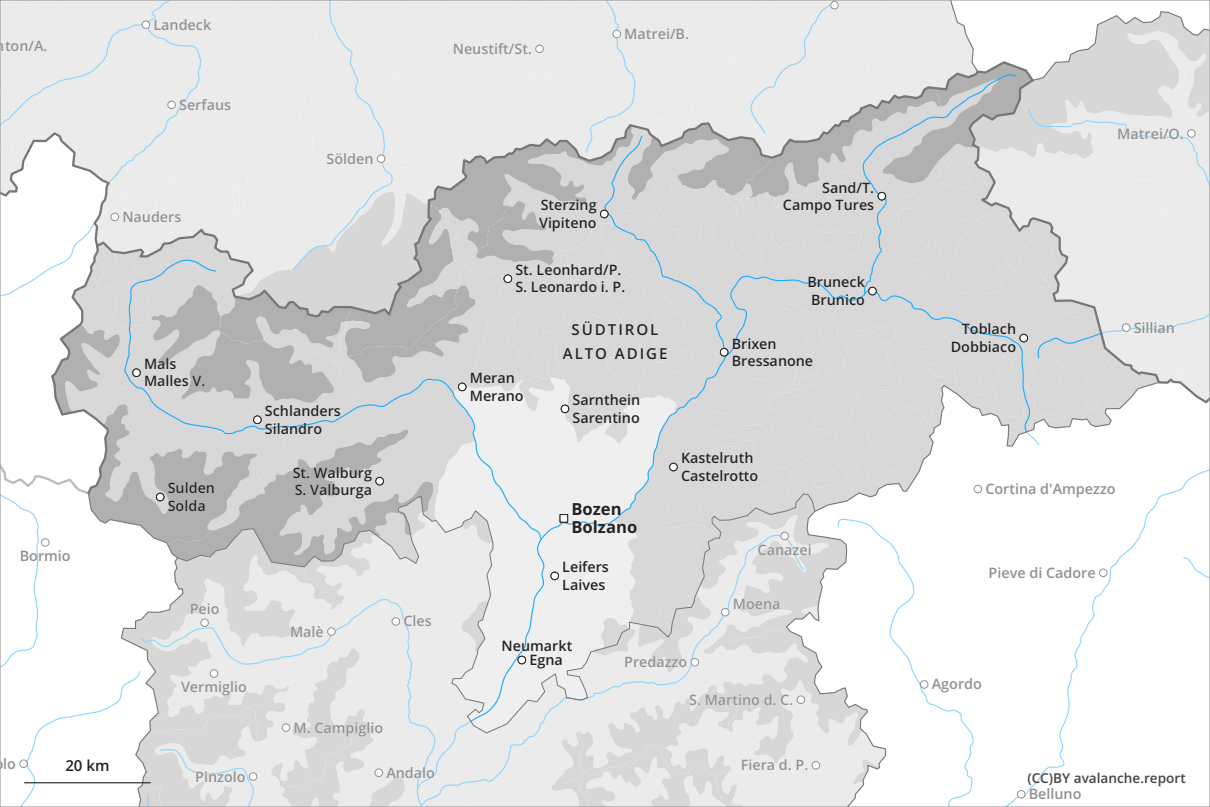 Landeck
nton/A.
Neustift/St.
Matrei/B.
Serfaus
Matrei/O.
Sölden
Sand/T.
Campo Tures
Nauders
Sterzing
Vipiteno
St. Leonhard/P.
S. Leonardo i. P.
Bruneck
Brunico
SÜDTIROL
ALTO ADIGE
Toblach
Dobbiaco
Sillian
Brixen
Bressanone
Mals
Malles V.
Meran
Merano
Sarnthein
Sarentino
Schlanders
Silandro
Kastelruth
Castelrotto
St. Walburg
S. Valburga
Sulden
Solda
Cortina d'Ampezzo
Bozen
Bolzano
Bormio
Canazei
Leifers
Laives
Pieve di Cadore
Peio
Moena
Cles
Malè
Neumarkt
Egna
Predazzo
Vermiglio
Agordo
S. Martino d. C.
M. Campiglio
olo
20 km
Pinzolo
Andalo
Fiera d. P.
(CC)BY avalanche.report
Belluno